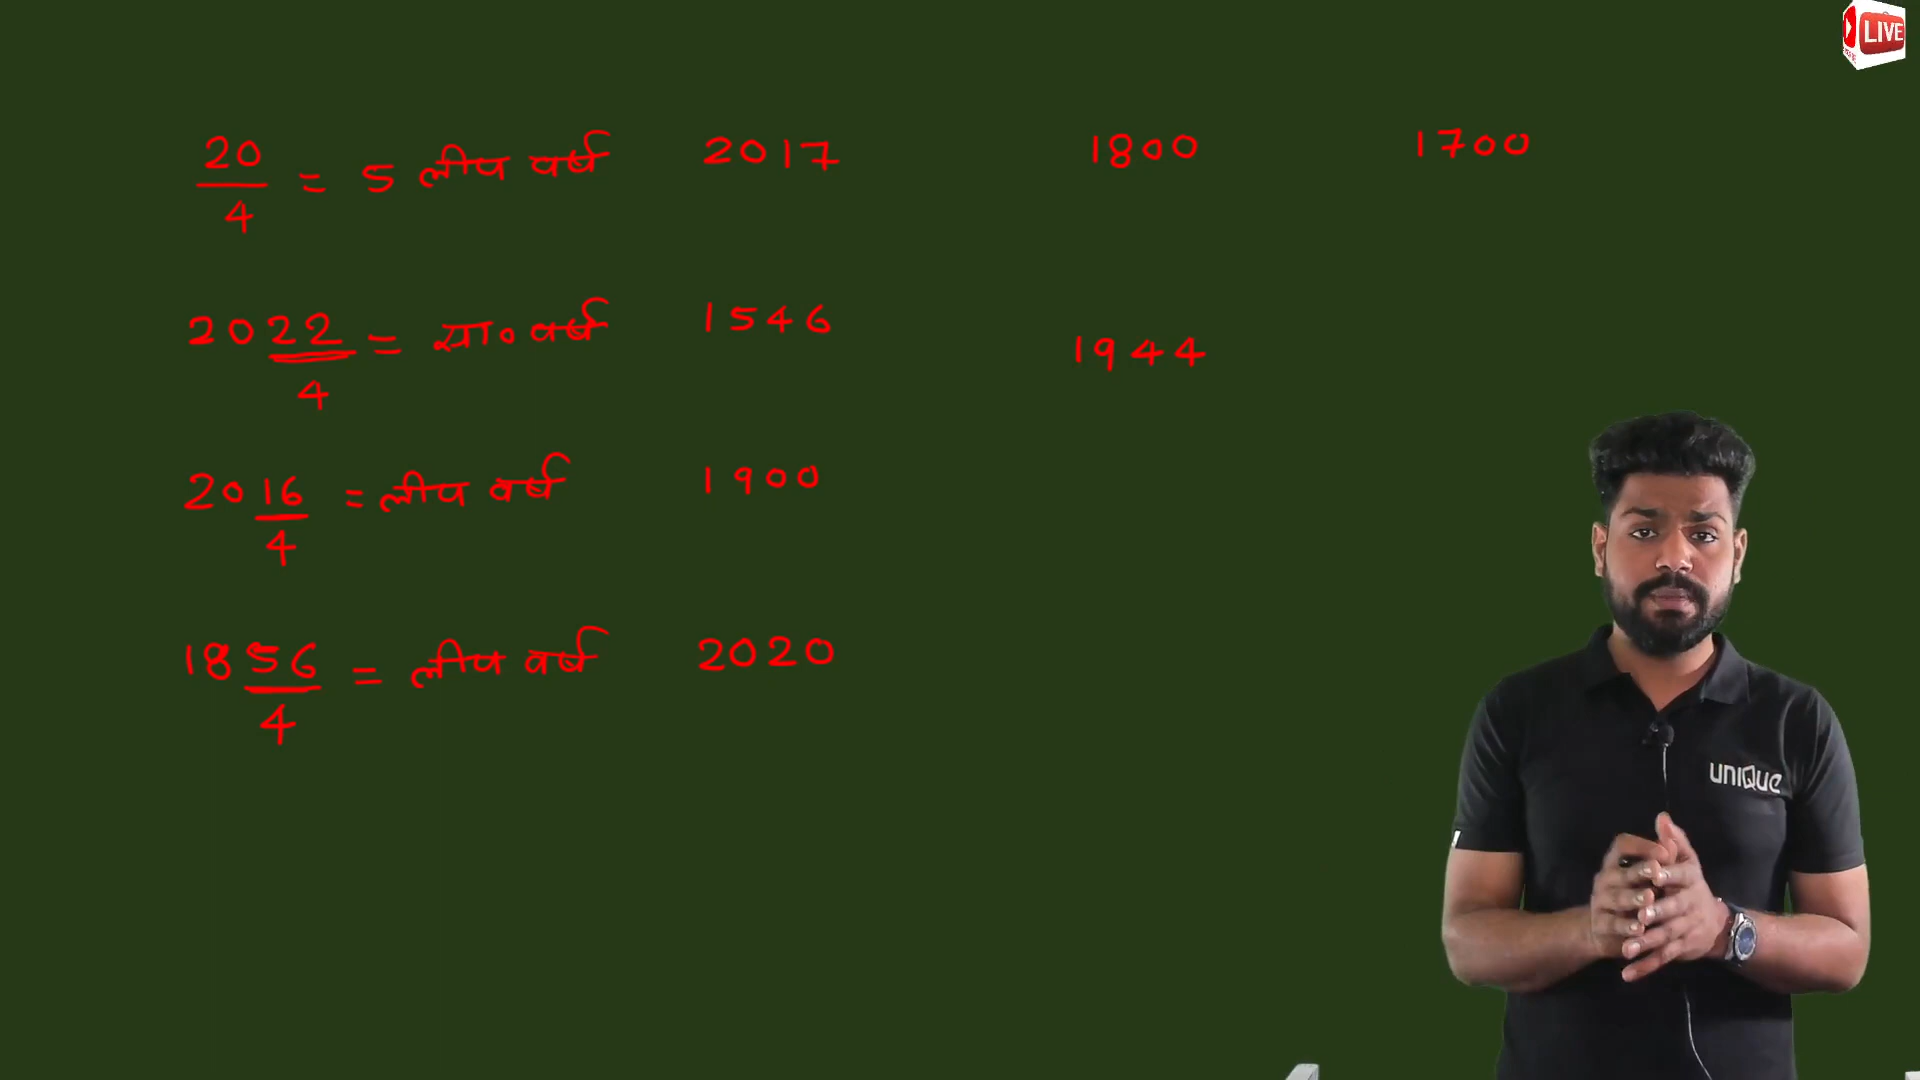 LIVE
20/4 = 5 लीप वर्ष 2017 1800 1700
2022/4 = सा० वर्ष 1546 1944
2016/4 = लीप वर्ष 1900
1856/4 = लीप वर्ष 2020
unique